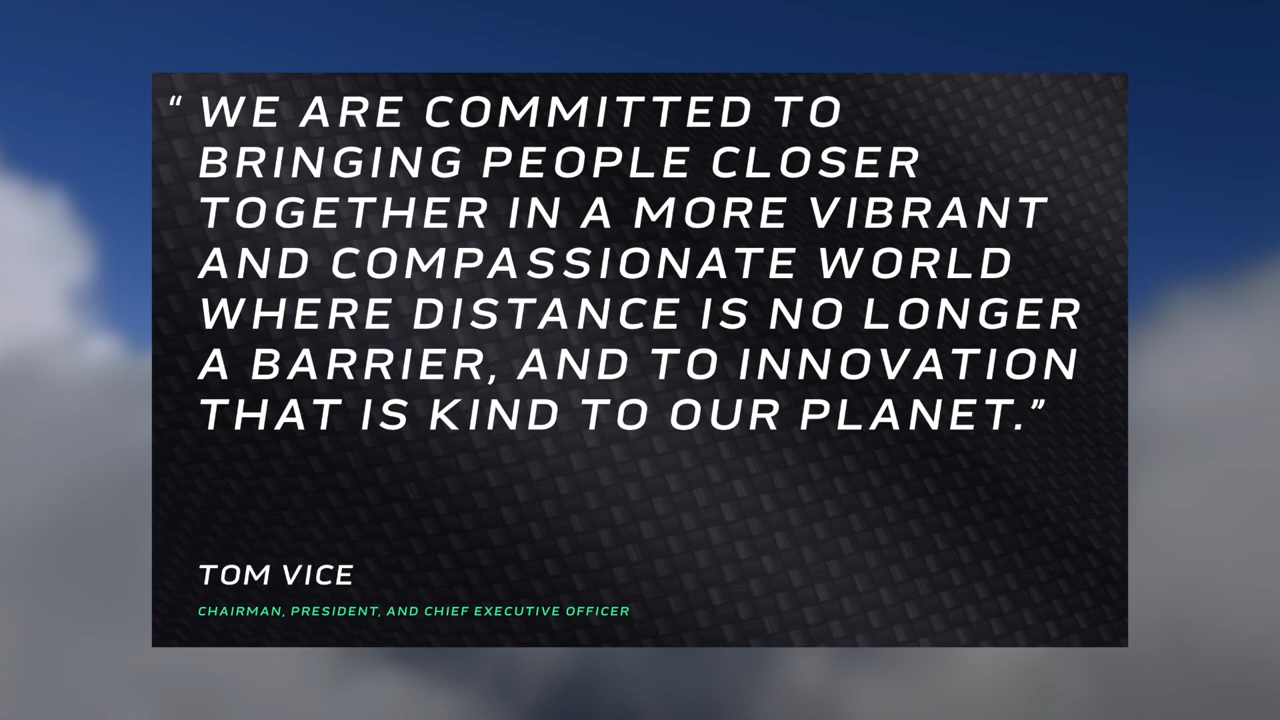 “ WE ARE COMMITTED TO
BRINGING PEOPLE CLOSER
TOGETHER IN A MORE VIBRANT
AND COMPASSIONATE WORLD
WHERE DISTANCE IS NO LONGER
A BARRIER, AND TO INNOVATION
THAT IS KIND TO OUR PLANET.”
TOM VICE
CHAIRMAN, PRESIDENT, AND CHIEF EXECUTIVE OFFICER